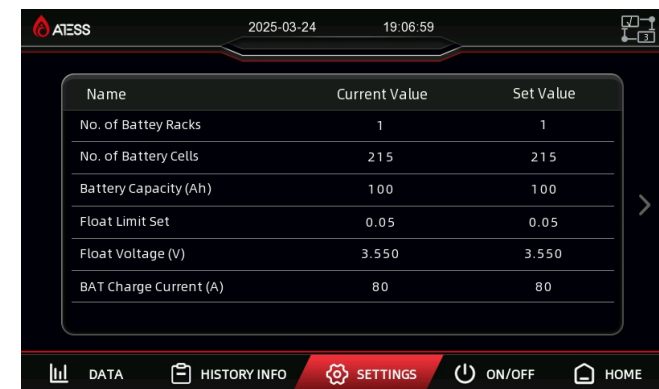 ATESS 2025-03-24 19:06:59
3
Name Current Value Set Value
No. of Battey Racks 1 1
No. of Battery Cells 215 215
Battery Capacity (Ah) 100 100
Float Limit Set 0.05 0.05
Float Voltage (V) 3.550 3.550
BAT Charge Current (A) 80 80
DATA HISTORY INFO SETTINGS ON/OFF HOME